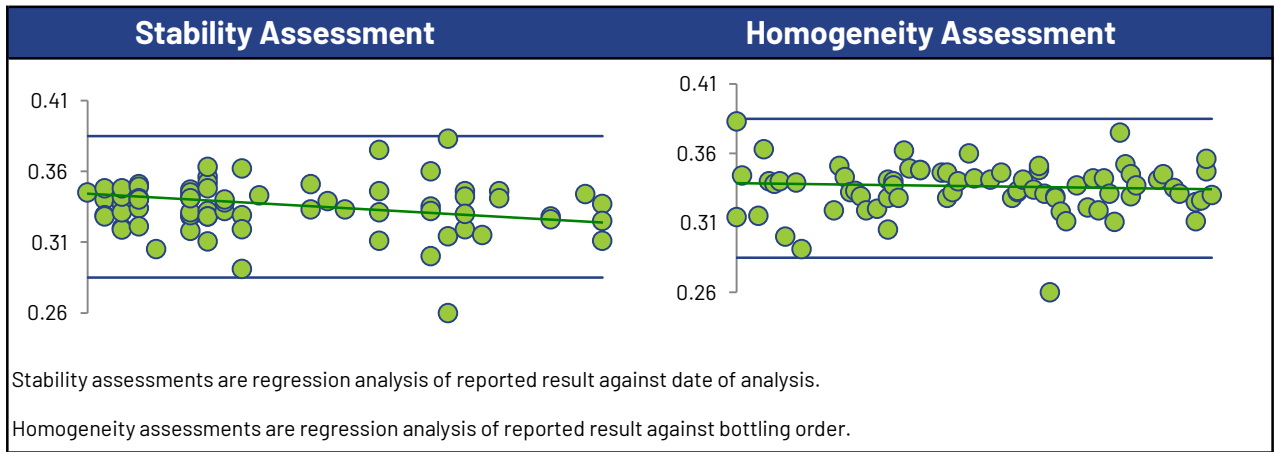 Stability Assessment
Homogeneity Assessment
0.41
0.36
0.31
0.26
0.41
0.36
0.31
0.26
Stability assessments are regression analysis of reported result against date of analysis.
Homogeneity assessments are regression analysis of reported result against bottling order.